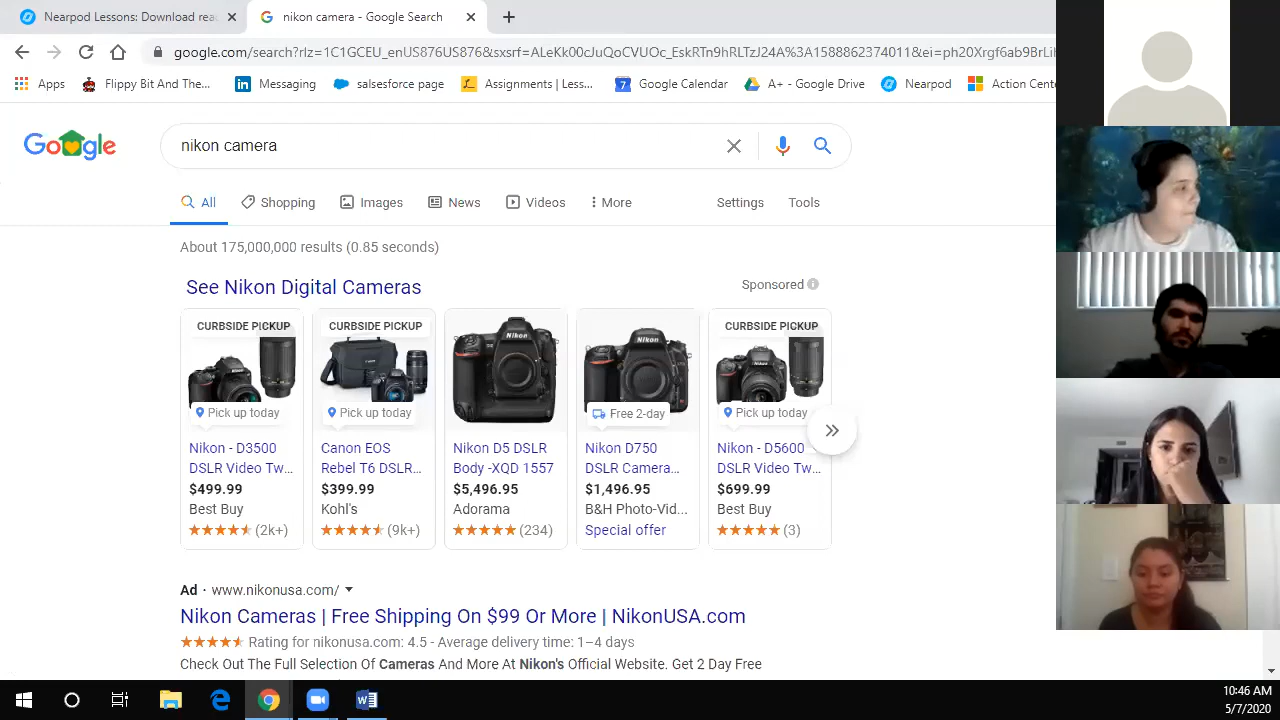 Nearpod Lessons: Download rea
nikon camera - Google Search
google.com/search?rlz=1C1GCEU_enUS876US876&sxsrf=ALeKk00cJuQoCVUOc_EskRTn9hRLTzJ24A%3A1588862374011&ei=ph20Xrgf6ab9BrLi
Apps
Flippy Bit And The...
Messaging
salcesforce page
Assignments | Less...
Google Calendar
A+ - Google Drive
Nearpod
Action Cente
Google
nikon camera
All
Shopping
Images
News
Videos
More
Settings
Tools
About 175,000,000 results (0.85 seconds)
See Nikon Digital Cameras
Sponsored
CURBSIDE PICKUP
Pick up today
Nikon - D3500
DSLR Video Tw...
$499.99
Best Buy
(2k+)
CURBSIDE PICKUP
Pick up today
Canon EOS
Rebel T6 DSLR...
$399.99
Kohl's
(9k+)
Nikon
Nikon D5 DSLR
Body -XQD 1557
$5,496.95
Adorama
(234)
Nikon
Free 2-day
Nikon D750
DSLR Camera...
$1,496.95
B&H Photo-Vid...
Special offer
CURBSIDE PICKUP
Pick up today
Nikon - D5600
DSLR Video Tw...
$699.99
Best Buy
(3)
Ad · www.nikonusa.com/
Nikon Cameras | Free Shipping On $99 Or More | NikonUSA.com
Rating for nikonusa.com: 4.5 - Average delivery time: 1–4 days
Check Out The Full Selection Of Cameras And More At Nikon's Official Website. Get 2 Day Free
10:46 AM
5/7/2020